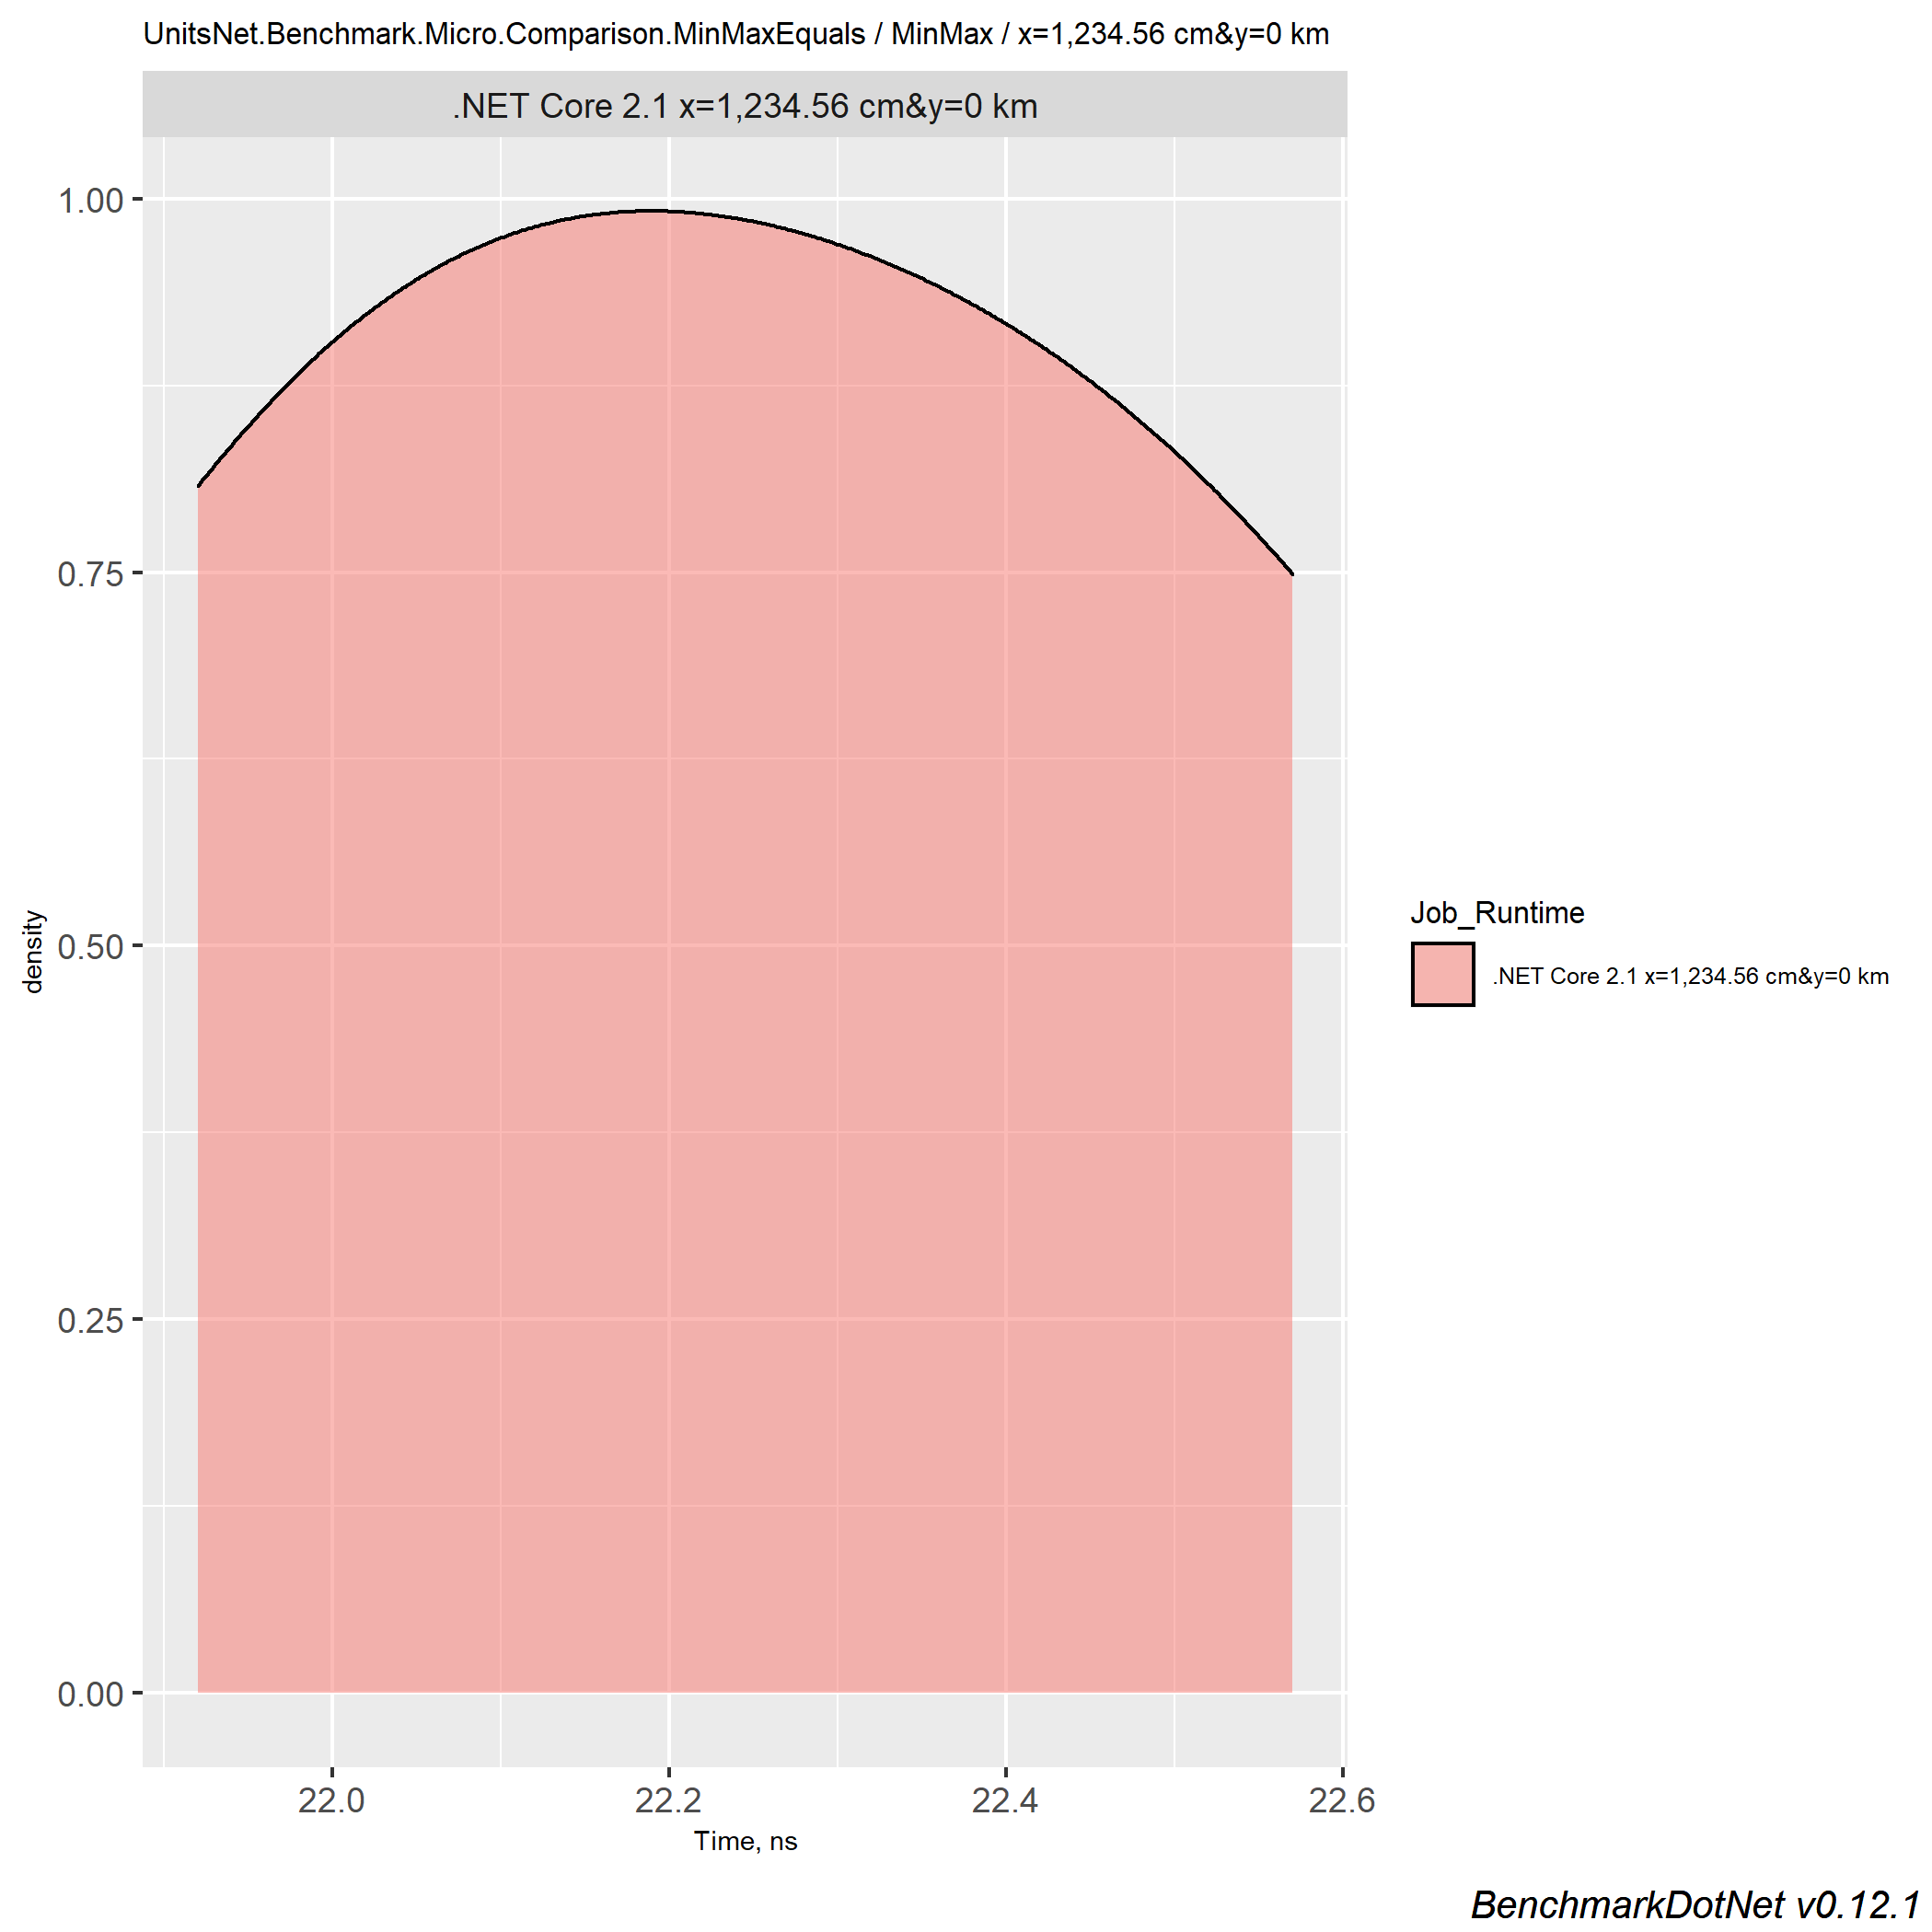 UnitsNet.Benchmark.Micro.Comparison.MinMaxEquals / MinMax / x=1,234.56 cm&y=0 km
.NET Core 2.1 x=1,234.56 cm&y=0 km
1.00
0.75
0.50
0.25
0.00
density
22.0
22.2
22.4
22.6
Time, ns
Job_Runtime
.NET Core 2.1 x=1,234.56 cm&y=0 km
BenchmarkDotNet v0.12.1